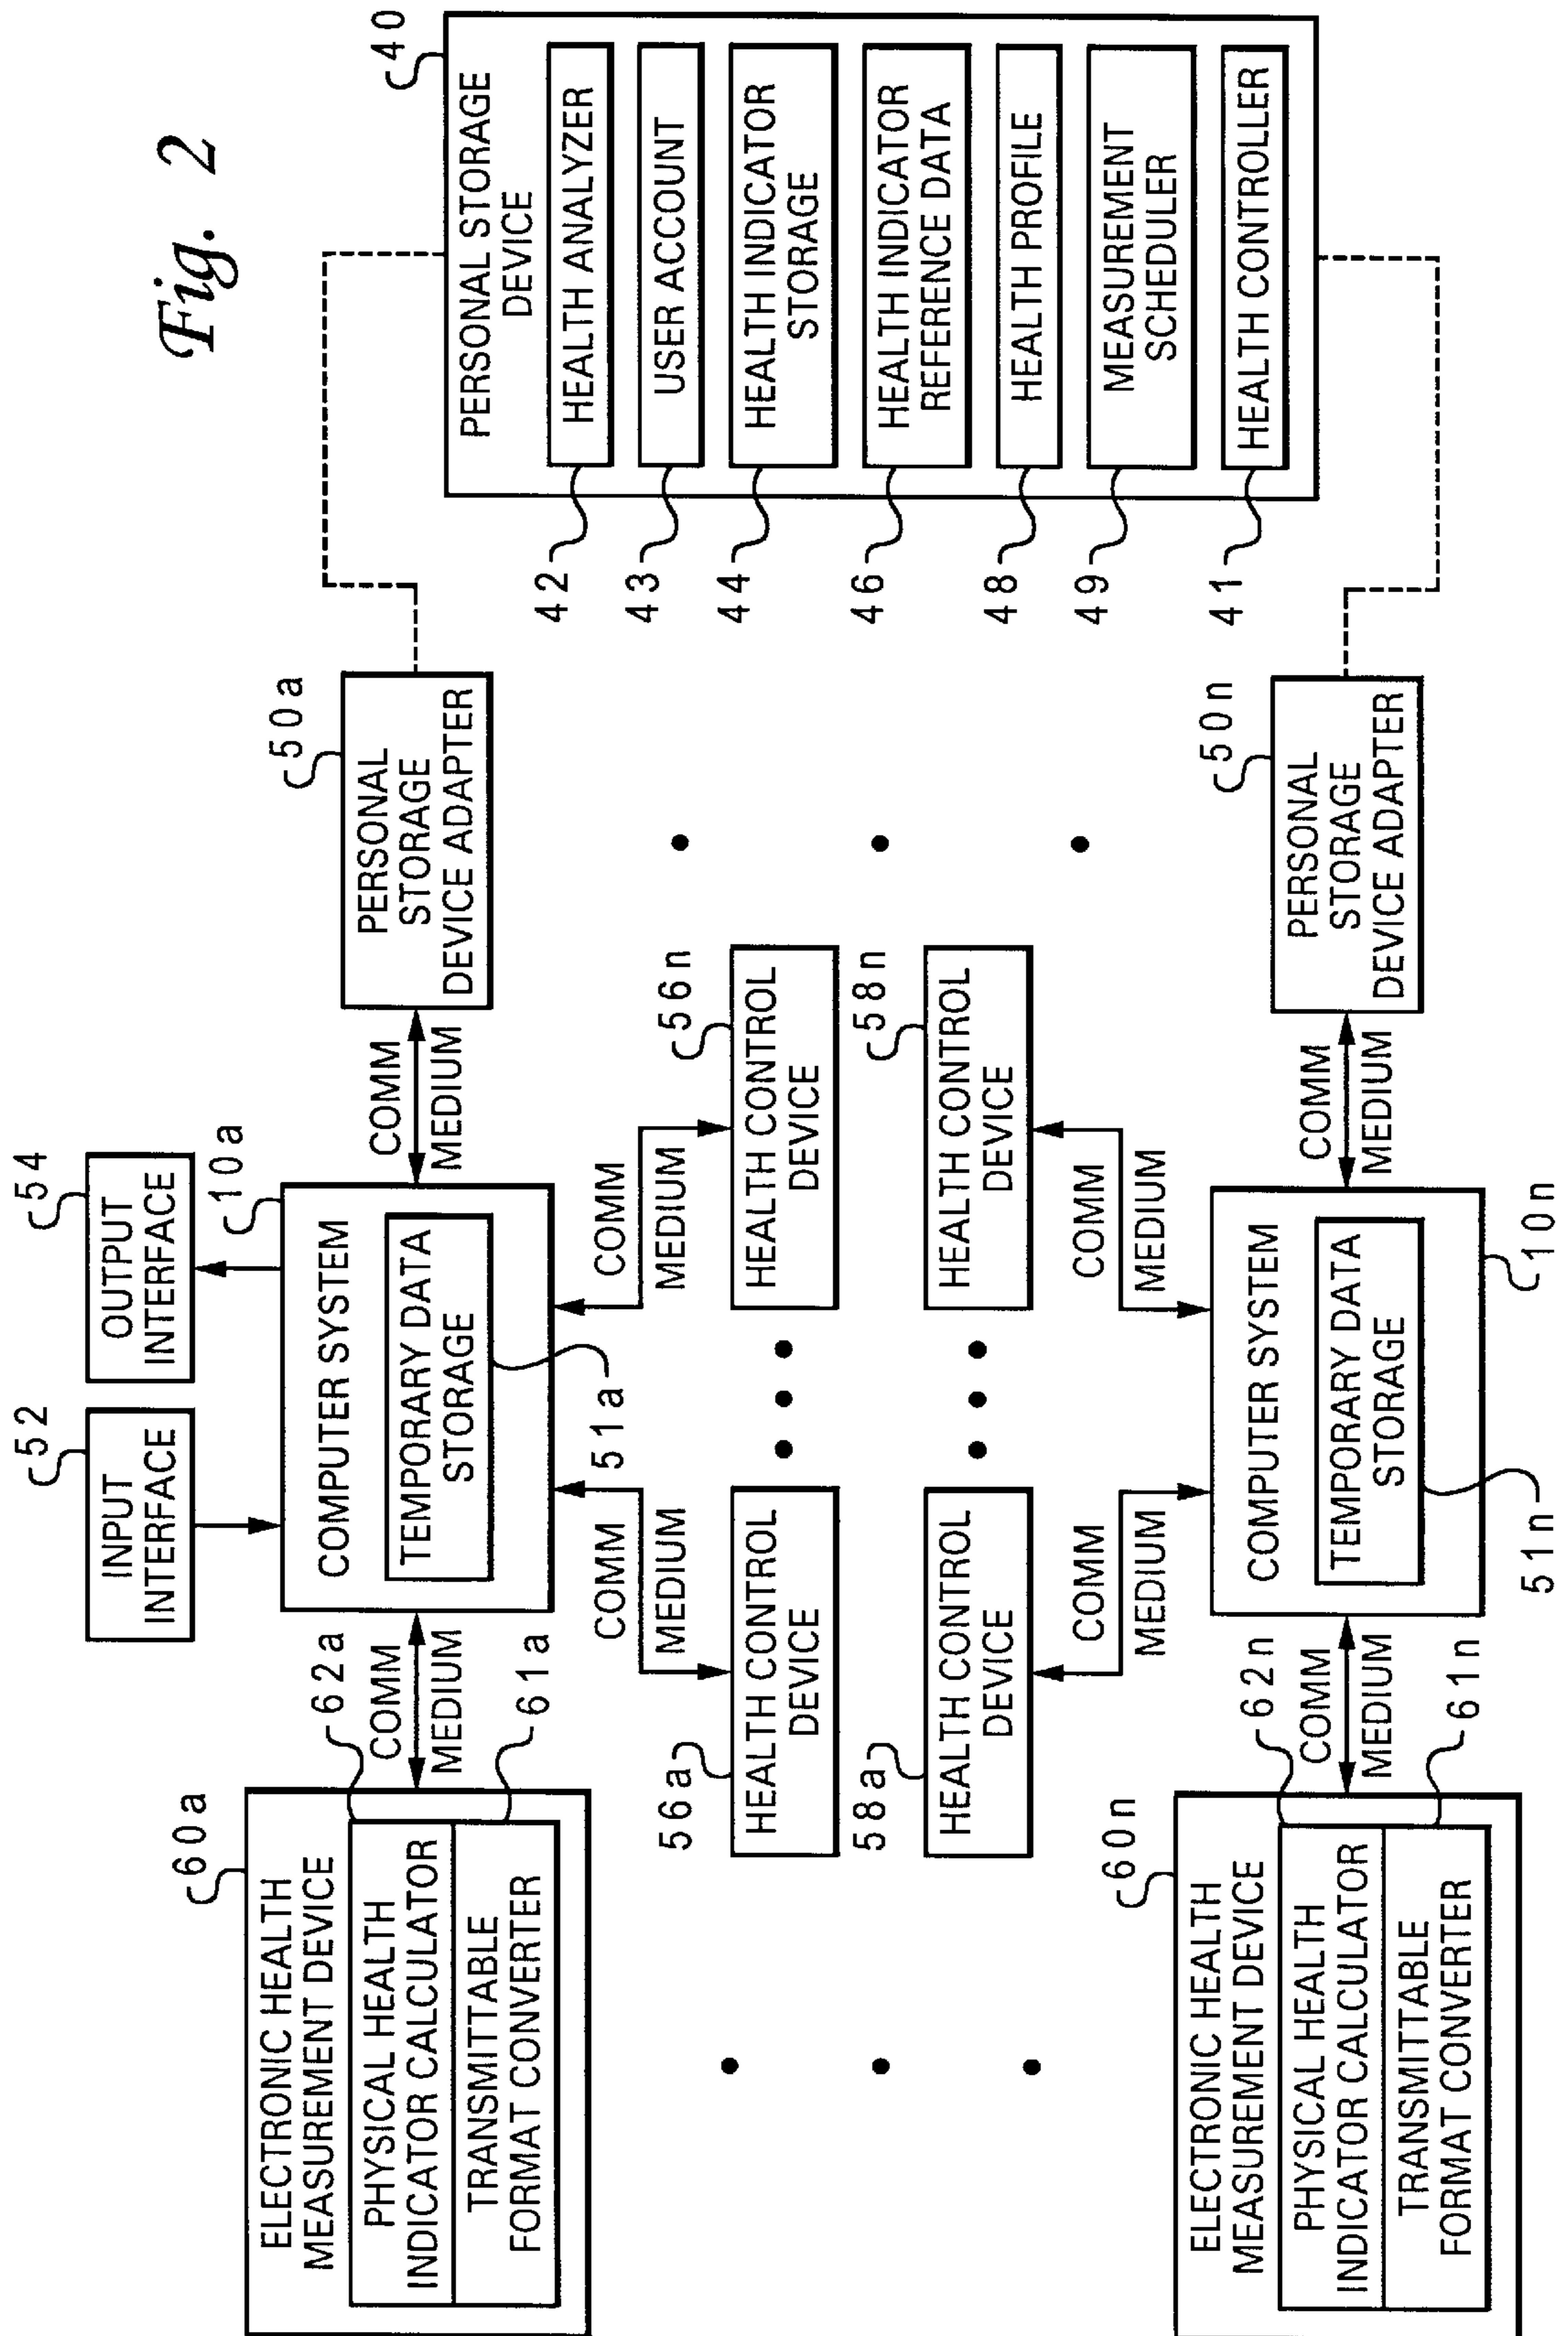 Fig. 2
60a
ELECTRONIC HEALTH
MEASUREMENT DEVICE
PHYSICAL HEALTH
INDICATOR CALCULATOR
TRANSMITTABLE
FORMAT CONVERTER
62a
61a
COMM
MEDIUM
52
INPUT
INTERFACE
54
OUTPUT
INTERFACE
10a
COMPUTER SYSTEM
TEMPORARY DATA
STORAGE
51a
COMM
MEDIUM
50a
PERSONAL
STORAGE
DEVICE ADAPTER
COMM
MEDIUM
COMM
MEDIUM
56a
HEALTH CONTROL
DEVICE
56n
HEALTH CONTROL
DEVICE
58a
HEALTH CONTROL
DEVICE
58n
HEALTH CONTROL
DEVICE
COMM
MEDIUM
COMM
MEDIUM
60n
ELECTRONIC HEALTH
MEASUREMENT DEVICE
PHYSICAL HEALTH
INDICATOR CALCULATOR
TRANSMITTABLE
FORMAT CONVERTER
62n
61n
COMM
MEDIUM
COMPUTER SYSTEM
TEMPORARY DATA
STORAGE
10n
51n
COMM
MEDIUM
50n
PERSONAL
STORAGE
DEVICE ADAPTER
40
PERSONAL STORAGE
DEVICE
42
HEALTH ANALYZER
43
USER ACCOUNT
44
HEALTH INDICATOR
STORAGE
46
HEALTH INDICATOR
REFERENCE DATA
48
HEALTH PROFILE
49
MEASUREMENT
SCHEDULER
41
HEALTH CONTROLLER